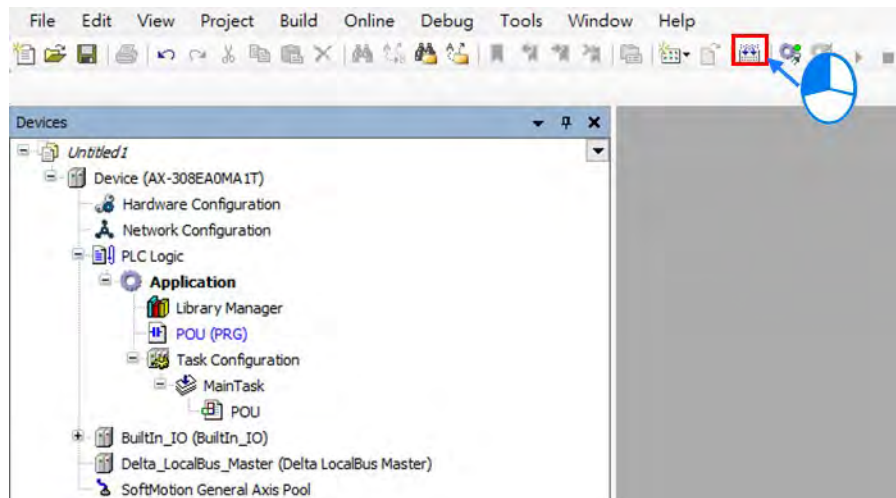 File Edit View Project Build Online Debug Tools Window Help
Devices
Untitled1
Device (AX-308EA0MA1T)
Hardware Configuration
Network Configuration
PLC Logic
Application
Library Manager
POU (PRG)
Task Configuration
MainTask
POU
BuiltIn_IO (BuiltIn_IO)
Delta_LocalBus_Master (Delta LocalBus Master)
SoftMotion General Axis Pool